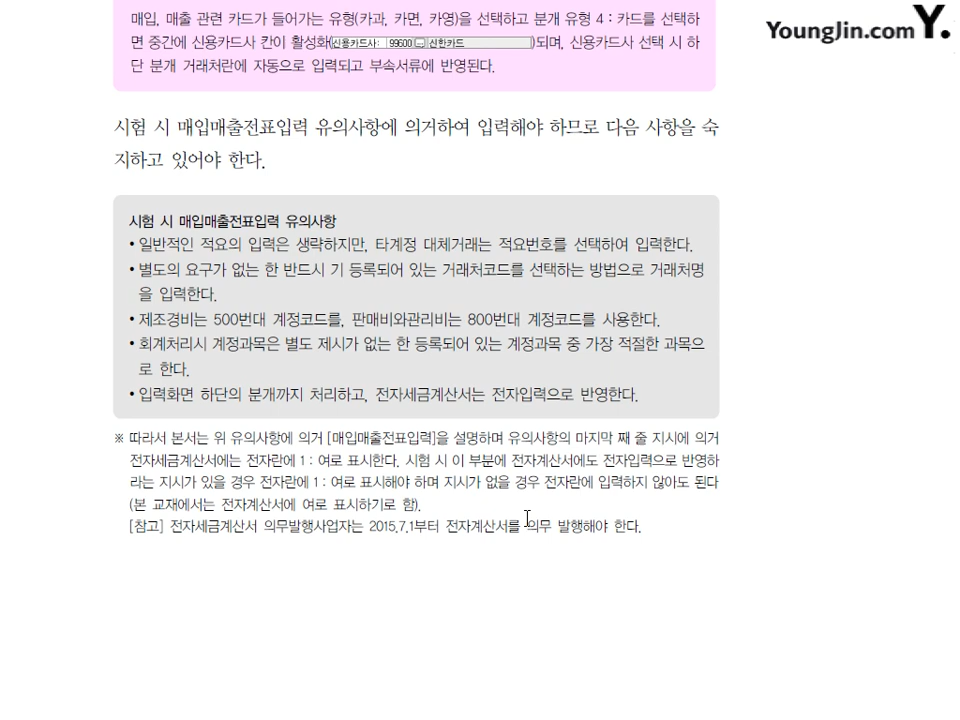 매입, 매출 관련 카드가 들어가는 유형(카과, 카면, 카영)을 선택하고 분개 유형 4 : 카드를 선택하
YoungJin.com Y.
면 중간에 신용카드사 칸이 활성화(신용카드사: 99600 신한카드)되며, 신용카드사 선택 시 하
단 분개 거래처란에 자동으로 입력되고 부속서류에 반영된다.
시험 시 매입매출전표입력 유의사항에 의거하여 입력해야 하므로 다음 사항을 숙
지하고 있어야 한다.
시험 시 매입매출전표입력 유의사항
• 일반적인 적요의 입력은 생략하지만, 타계정 대체거래는 적요번호를 선택하여 입력한다.
• 별도의 요구가 없는 한 반드시 기 등록되어 있는 거래처코드를 선택하는 방법으로 거래처명
을 입력한다.
• 제조경비는 500번대 계정코드를, 판매비와관리비는 800번대 계정코드를 사용한다.
• 회계처리시 계정과목은 별도 제시가 없는 한 등록되어 있는 계정과목 중 가장 적절한 과목으
로 한다.
• 입력화면 하단의 분개까지 처리하고, 전자세금계산서는 전자입력으로 반영한다.
※ 따라서 본서는 위 유의사항에 의거 [매입매출전표입력]을 설명하며 유의사항의 마지막 째 줄 지시에 의거
전자세금계산서에는 전자란에 1 : 여로 표시한다. 시험 시 이 부분에 전자계산서에도 전자입력으로 반영하
라는 지시가 있을 경우 전자란에 1 : 여로 표시해야 하며 지시가 없을 경우 전자란에 입력하지 않아도 된다
(본 교재에서는 전자계산서에 여로 표시하기로 함).
[참고] 전자세금계산서 의무발행사업자는 2015.7.1부터 전자계산서를 의무 발행해야 한다.